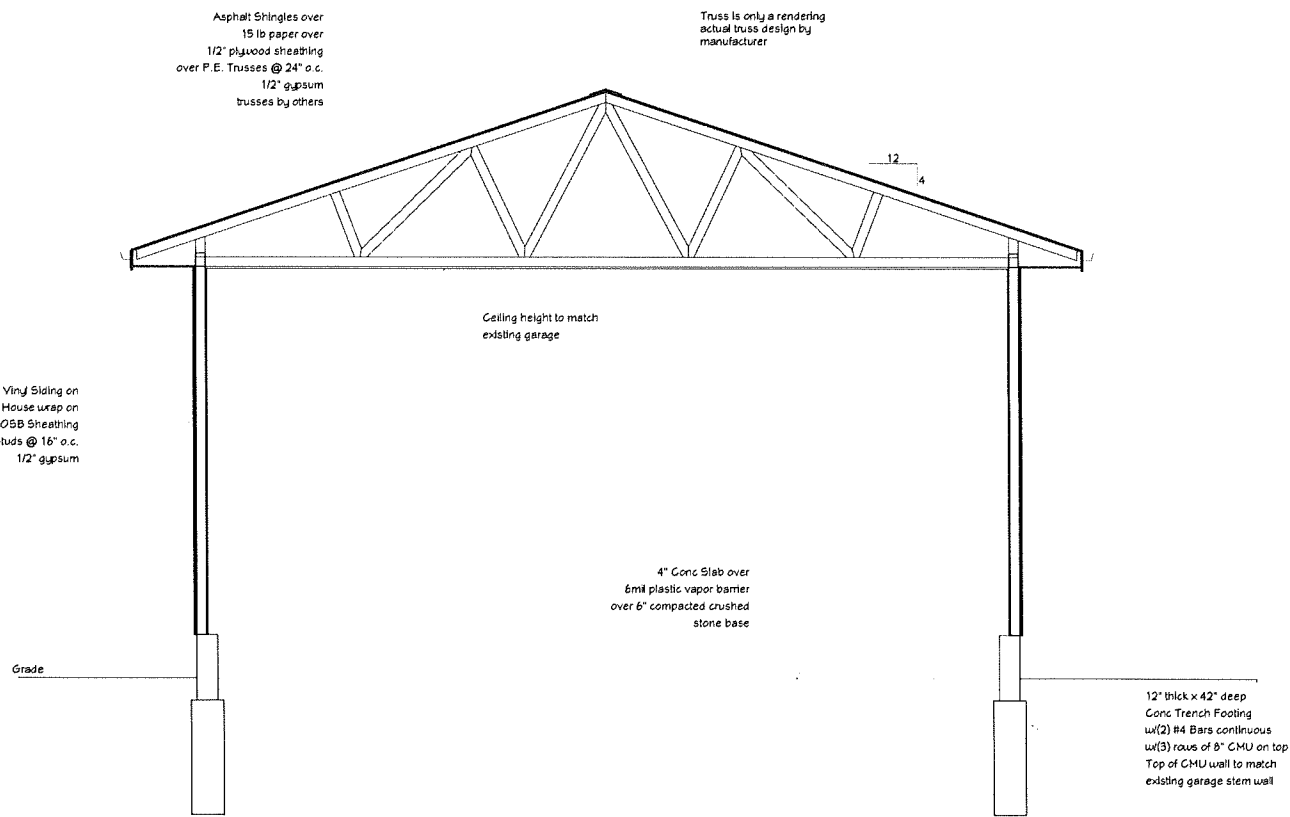 Asphalt Shingles over
15 lb paper over
1/2" plywood sheathing
over P.E. Trusses @ 24" o.c.
1/2" gypsum
trusses by others
Truss is only a rendering
actual truss design by
manufacturer
12
4
Ceiling height to match
existing garage
Vinyl Siding on
House wrap on
OSB Sheathing
tuds @ 16" o.c.
1/2" gypsum
4" Conc Slab over
6mil plastic vapor barrier
over 6" compacted crushed
stone base
Grade
12" thick x 42" deep
Conc Trench Footing
w/(2) #4 Bars continuous
w/(3) rows of 8" CMU on top
Top of CMU wall to match
existing garage stem wall